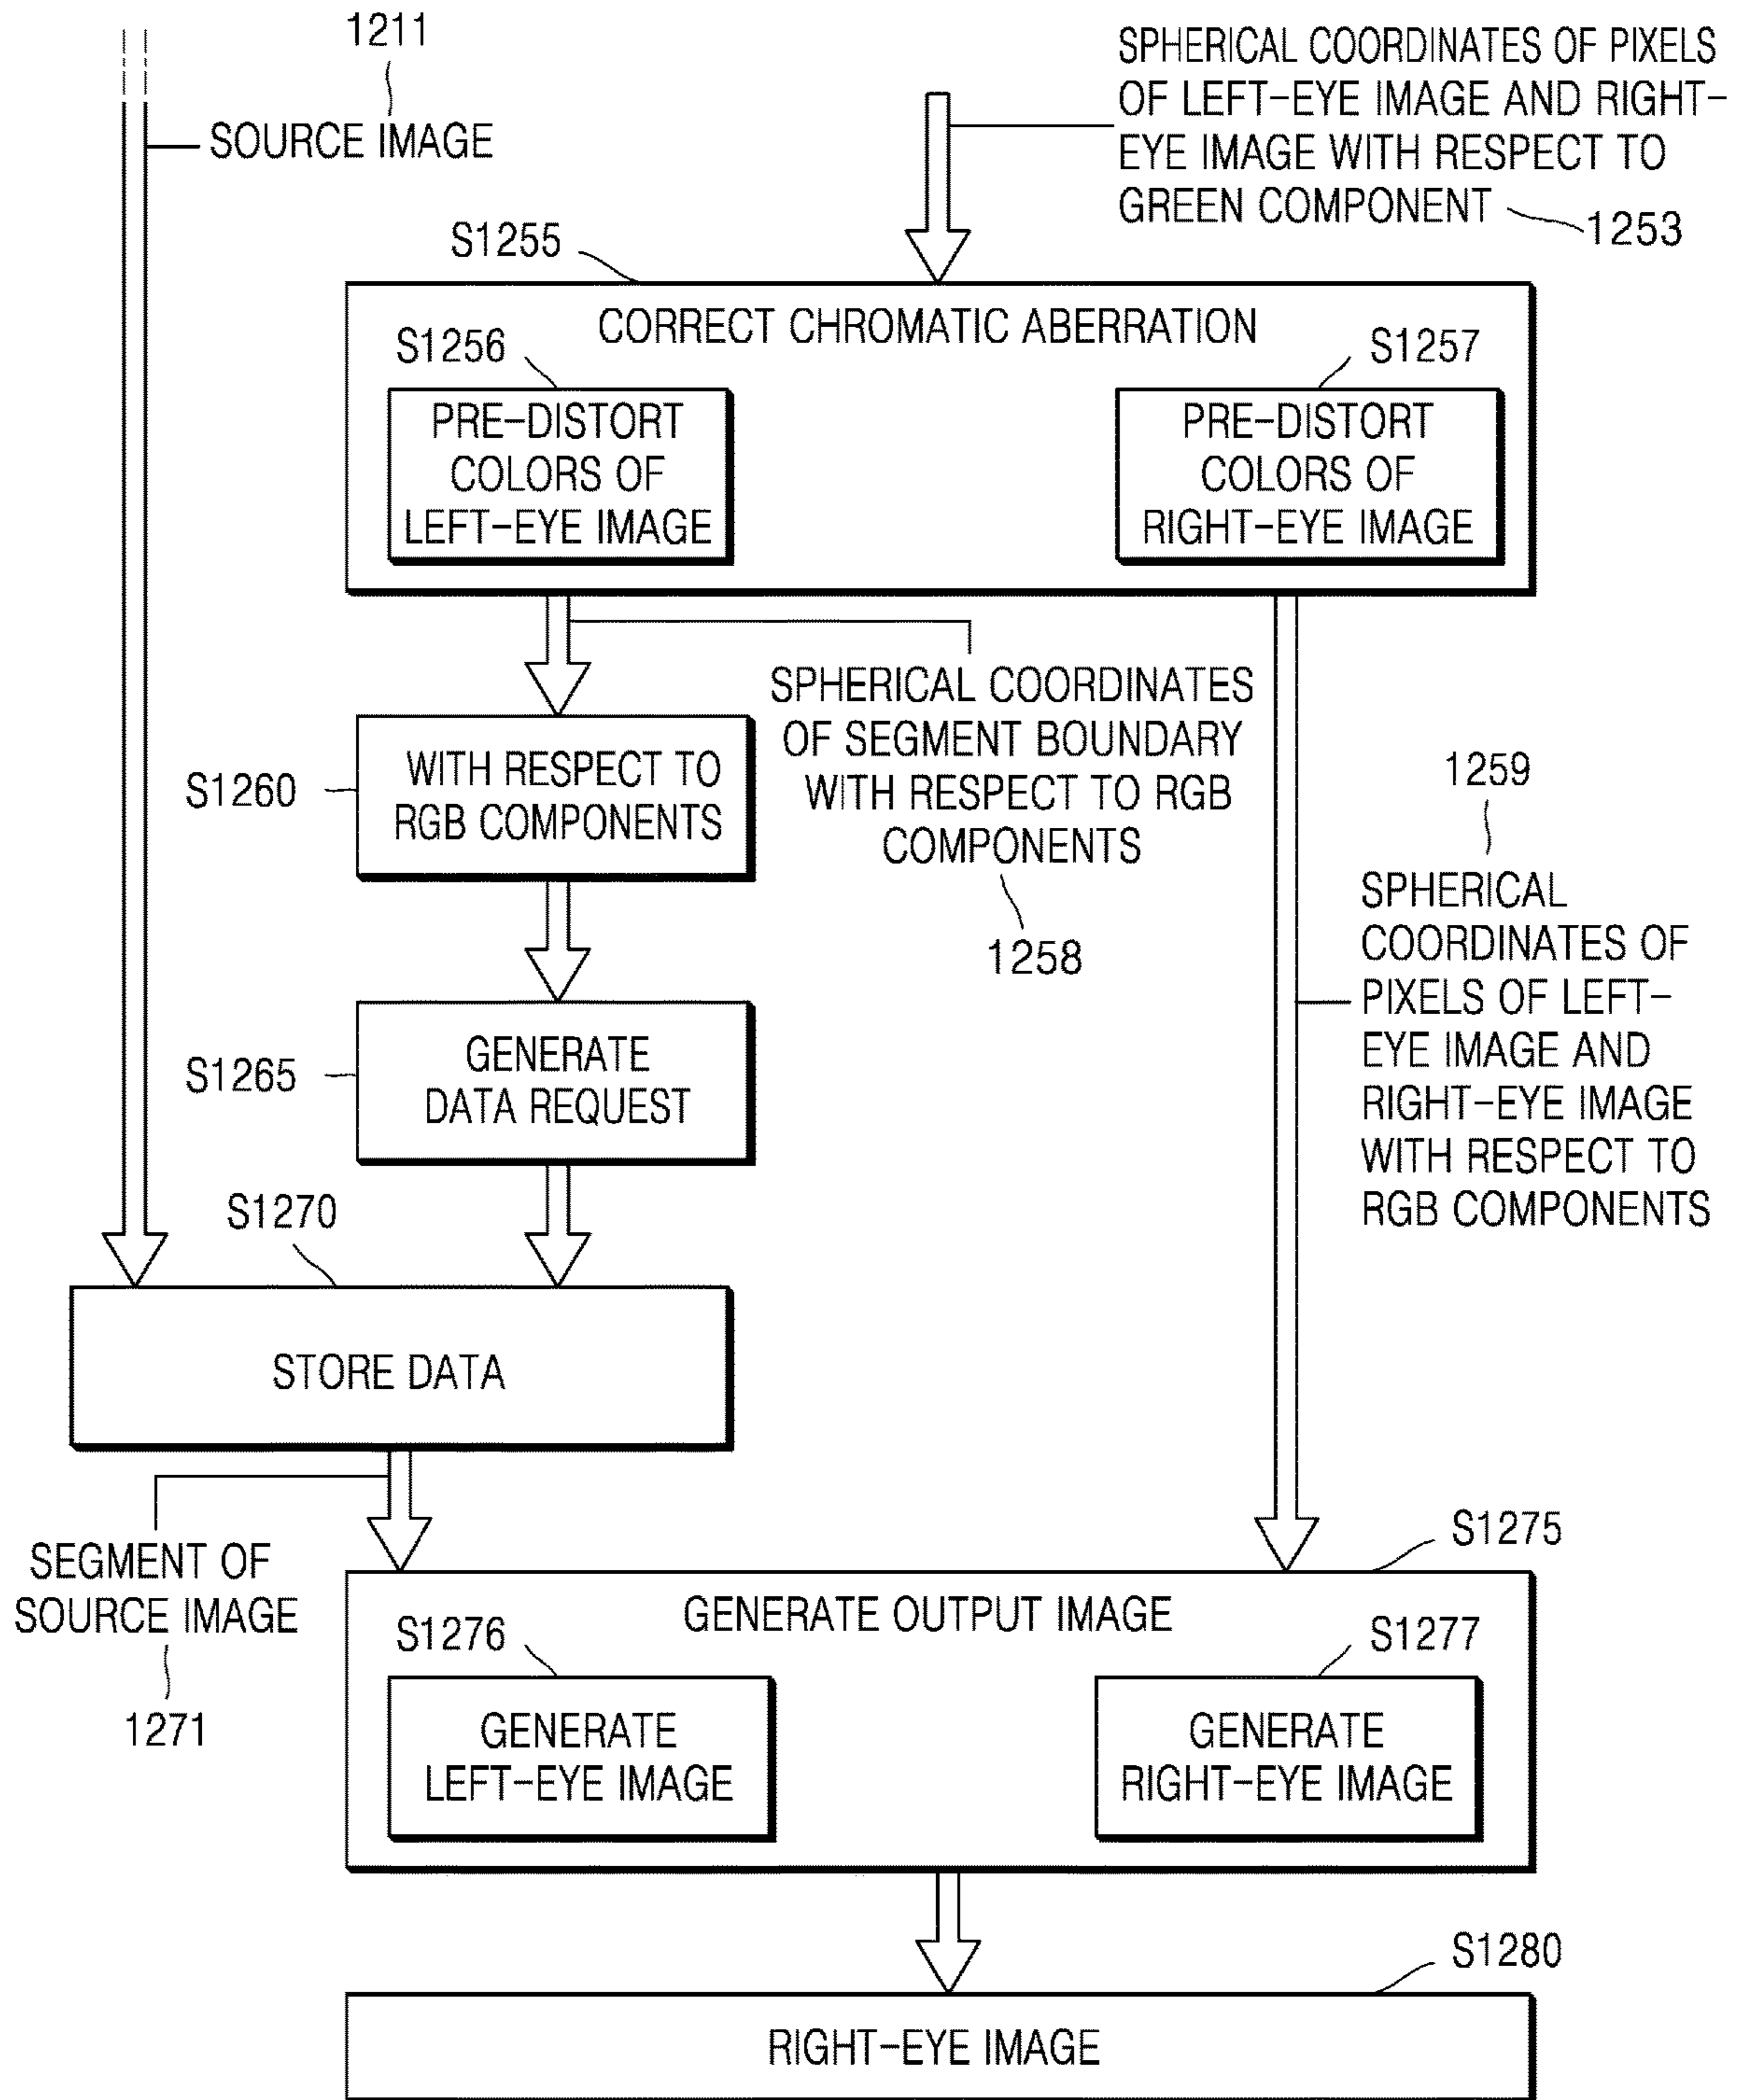 1211
SOURCE IMAGE
SPHERICAL COORDINATES OF PIXELS
OF LEFT-EYE IMAGE AND RIGHT-
EYE IMAGE WITH RESPECT TO
GREEN COMPONENT
1253
S1255
CORRECT CHROMATIC ABERRATION
S1256
PRE-DISTORT
COLORS OF
LEFT-EYE IMAGE
S1257
PRE-DISTORT
COLORS OF
RIGHT-EYE IMAGE
SPHERICAL COORDINATES
OF SEGMENT BOUNDARY
WITH RESPECT TO RGB
COMPONENTS
1258
S1260
WITH RESPECT TO
RGB COMPONENTS
1259
SPHERICAL
COORDINATES OF
PIXELS OF LEFT-
EYE IMAGE AND
RIGHT-EYE IMAGE
WITH RESPECT TO
RGB COMPONENTS
S1265
GENERATE
DATA REQUEST
S1270
STORE DATA
SEGMENT OF
SOURCE IMAGE
1271
S1275
GENERATE OUTPUT IMAGE
S1276
GENERATE
LEFT-EYE IMAGE
S1277
GENERATE
RIGHT-EYE IMAGE
S1280
RIGHT-EYE IMAGE